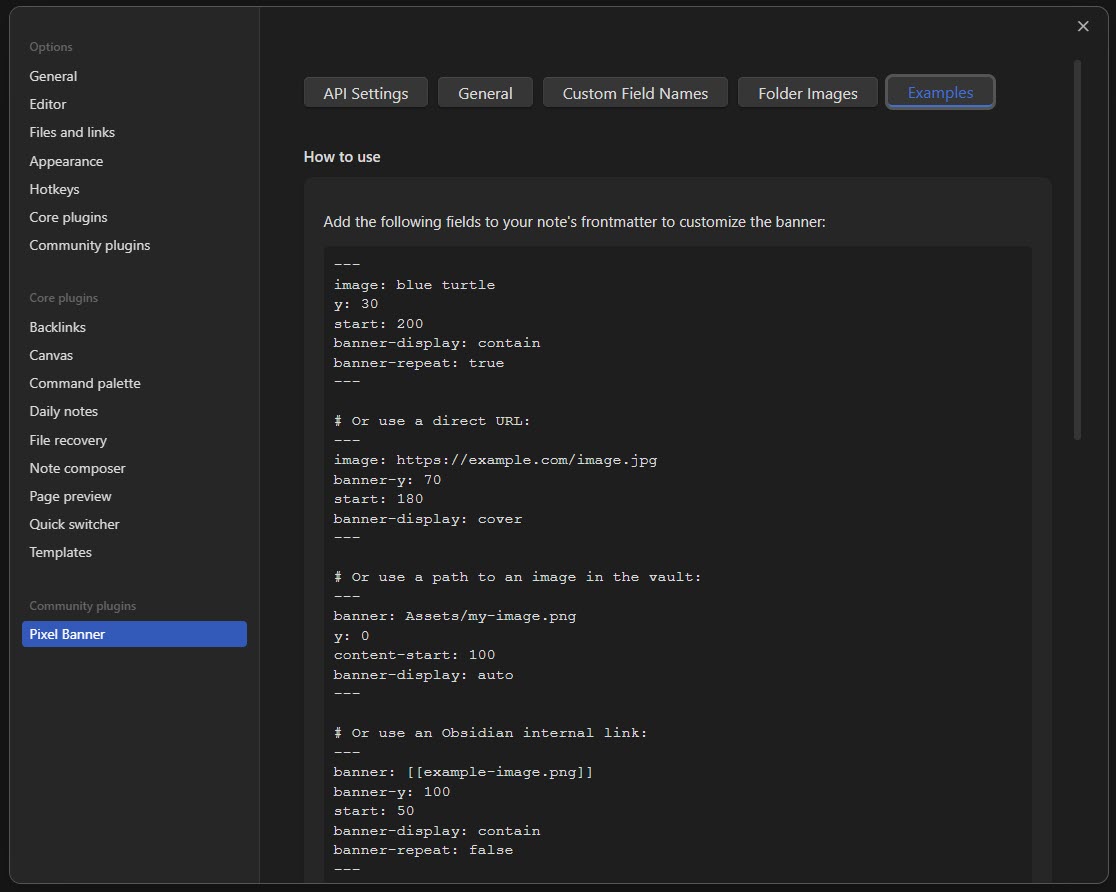 Options
General
Editor
Files and links
Appearance
Hotkeys
Core plugins
Community plugins
Core plugins
Backlinks
Canvas
Command palette
Daily notes
File recovery
Note composer
Page preview
Quick switcher
Templates
Community plugins
Pixel Banner
API Settings
General
Custom Field Names
Folder Images
Examples
How to use
Add the following fields to your note's frontmatter to customize the banner:
---
image: blue turtle
y: 30
start: 200
banner-display: contain
banner-repeat: true
---
# Or use a direct URL:
---
image: https://example.com/image.jpg
banner-y: 70
start: 180
banner-display: cover
---
# Or use a path to an image in the vault:
---
banner: Assets/my-image.png
y: 0
content-start: 100
banner-display: auto
---
# Or use an Obsidian internal link:
---
banner: [[example-image.png]]
banner-y: 100
start: 50
banner-display: contain
banner-repeat: false
---